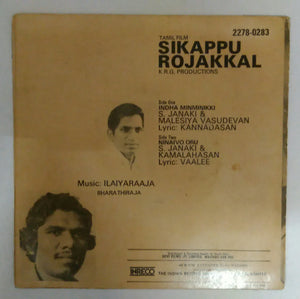 2278-0283
TAMIL FILM
SIKAPPU
ROJAKKAL
K.R.G. PRODUCTIONS
Side One
INDHA MINMINIKKI
S. JANAKI &
MALESIYA VASUDEVAN
Lyric: KANNADASAN
Side Two
NINAIVO ORU
S. JANAKI &
KAMALAHASAN
Lyric: VAALEE
Music: ILAIYARAAJA
BHARATHIRAJA
INRECO